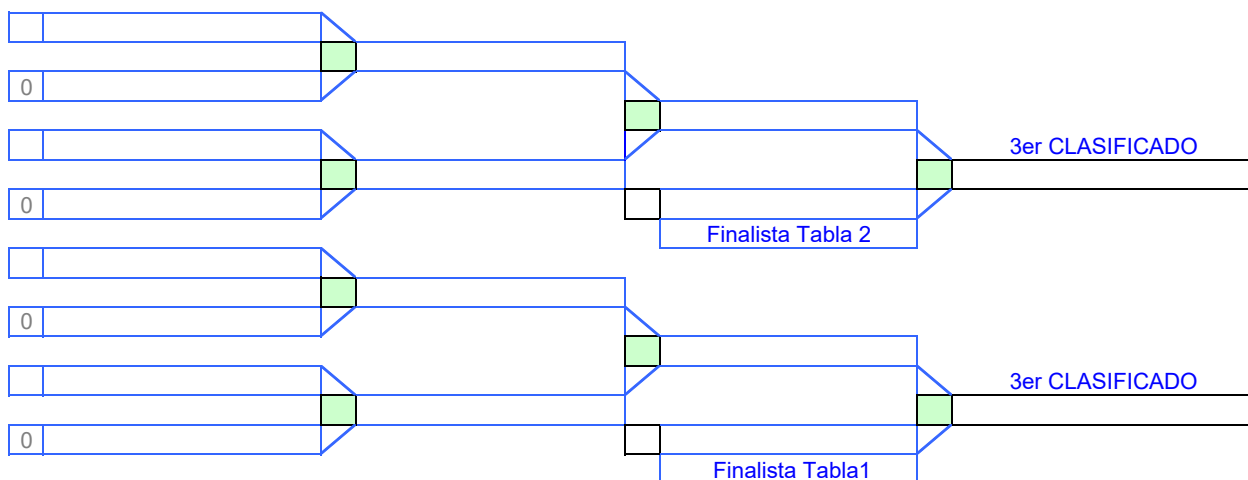 0
3er CLASIFICADO
0
Finalista Tabla 2
0
3er CLASIFICADO
0
Finalista Tabla1